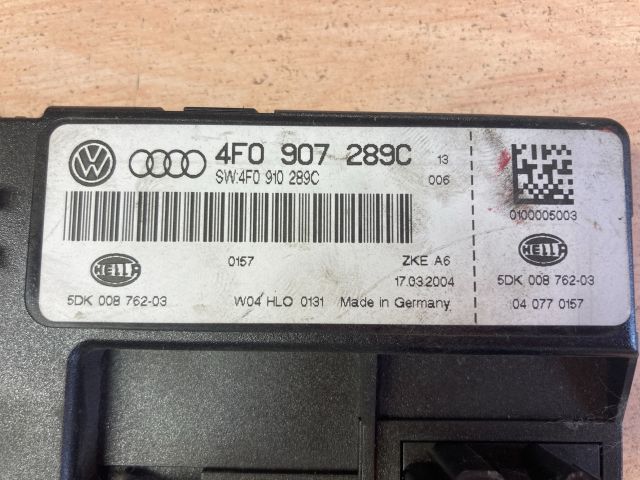 4F0 907 289C 13
SW:4F0 910 289C 006
0157 ZKE A6
HELLA 17.03.2004
5DK 008 762-03 W04 HLO 0131 Made in Germany
0100005003
HELLA
5DK 008 762-03
04 077 0157